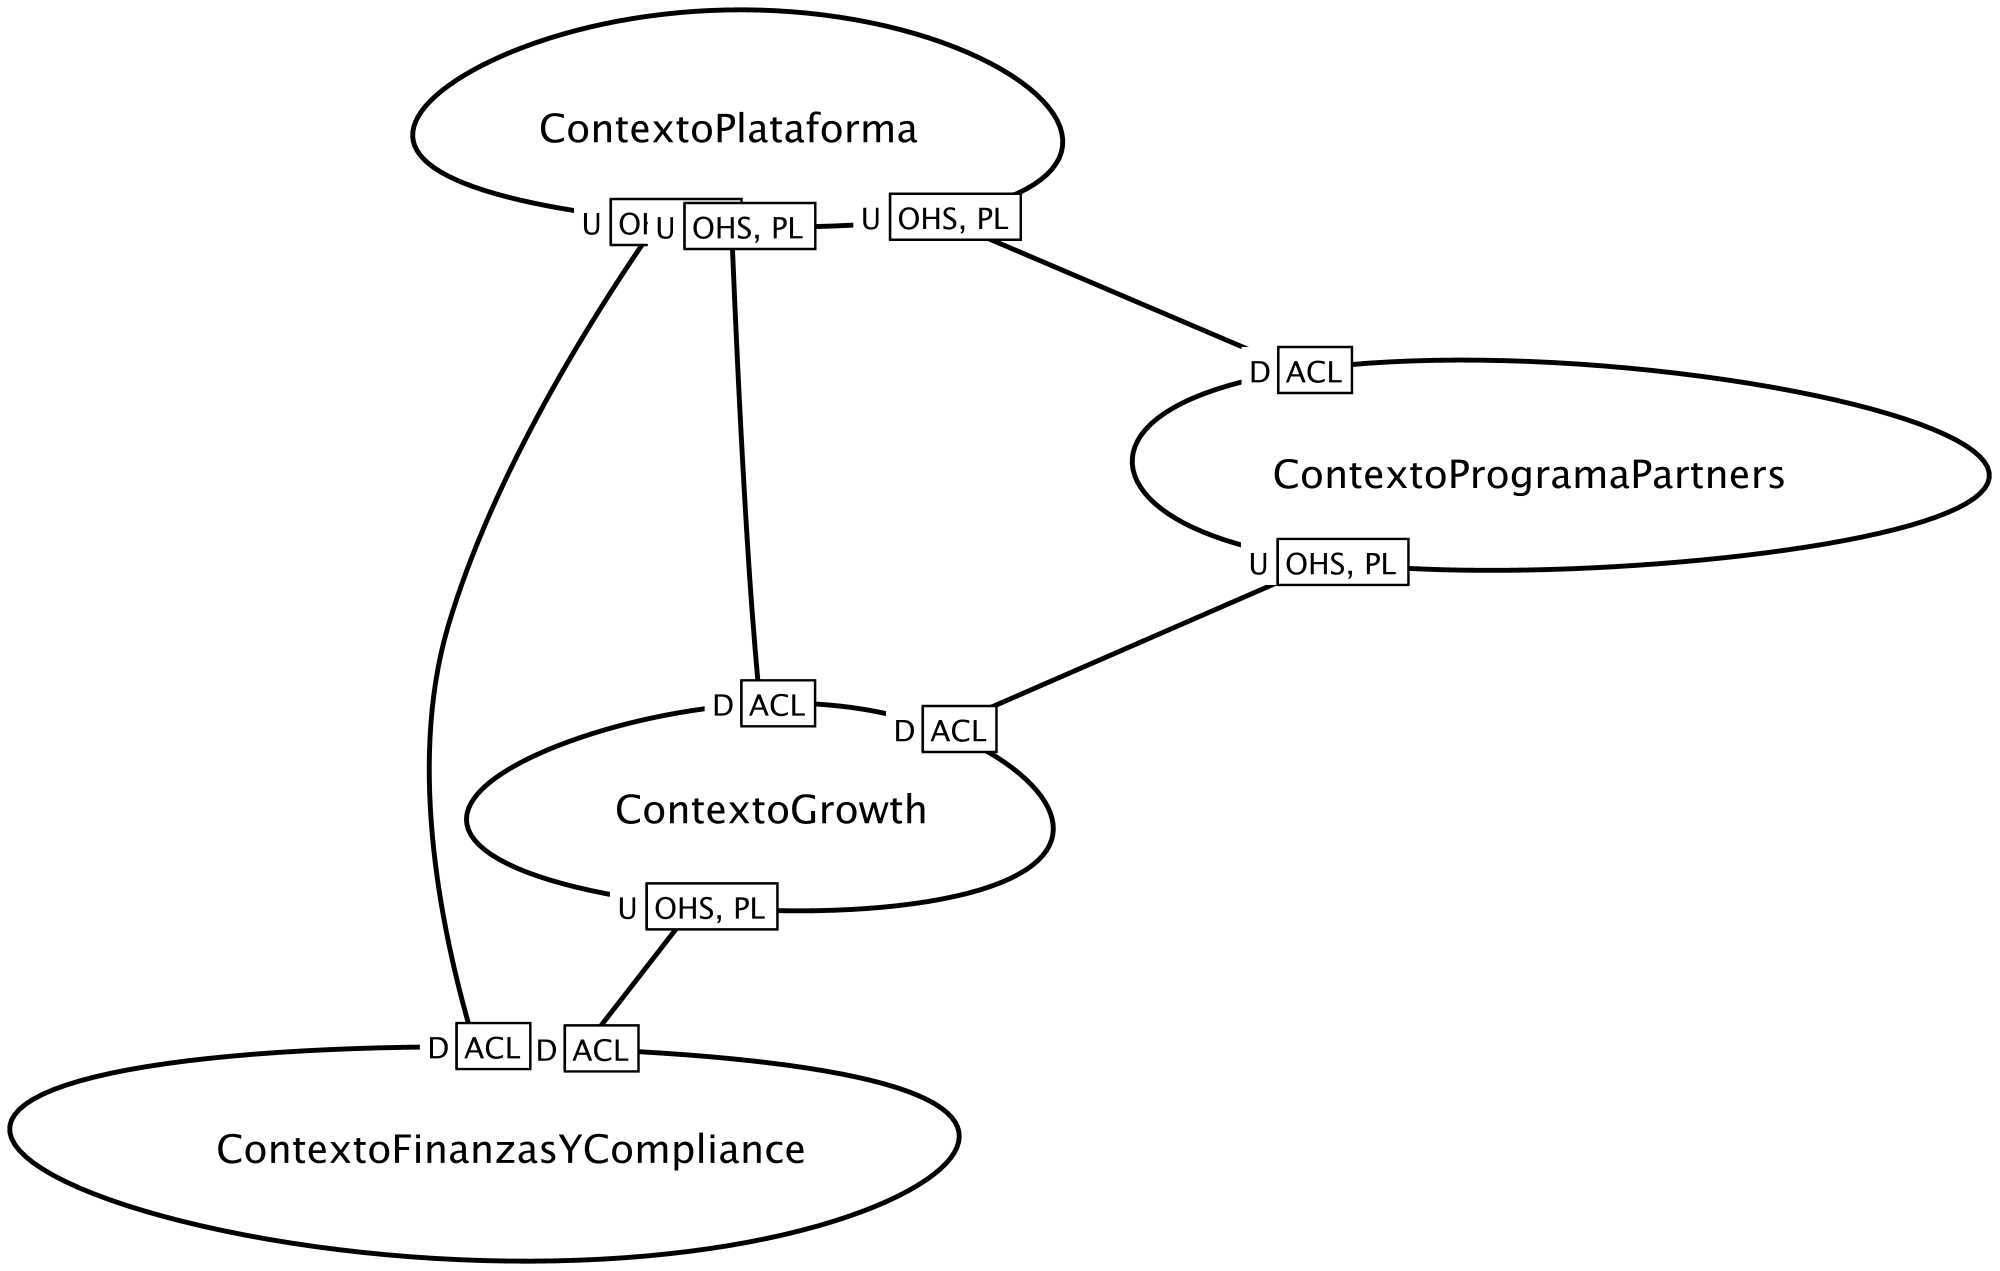 ContextoPlataforma
U
U OHS, PL
U OHS, PL
D ACL
ContextoProgramaPartners
U OHS, PL
D ACL
D ACL
ContextoGrowth
U OHS, PL
D ACL
D ACL
ContextoFinanzasYCompliance